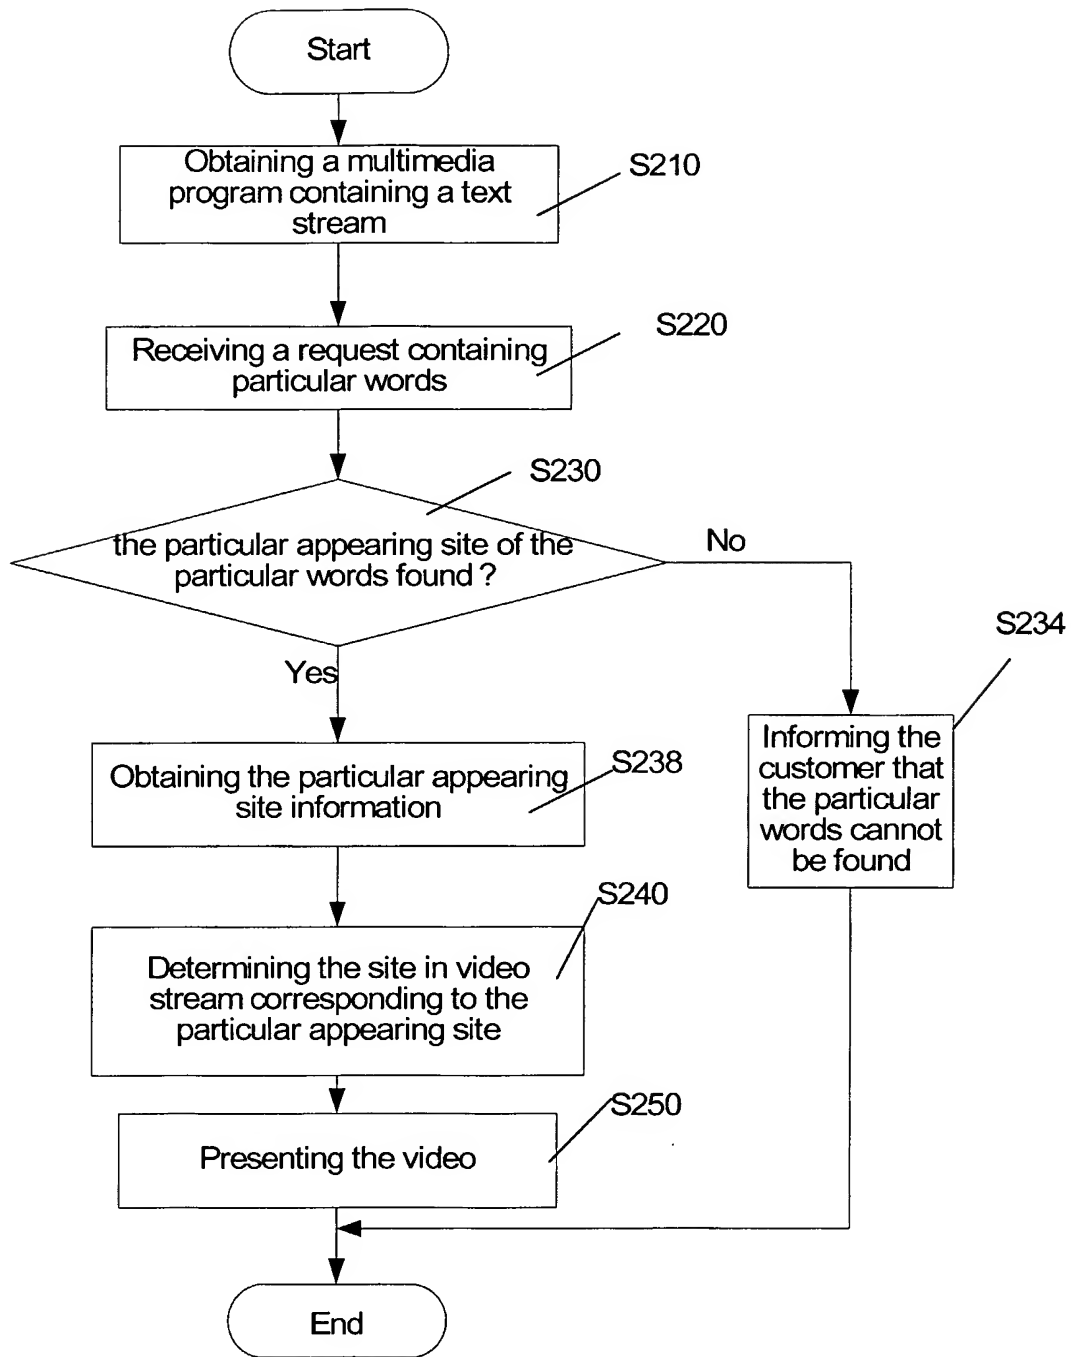 Start
Obtaining a multimedia
program containing a text
stream
S210
Receiving a request containing
particular words
S220
S230
the particular appearing site of the
particular words found ?
No
Yes
S234
Informing the
customer that
the particular
words cannot
be found
Obtaining the particular appearing
site information
S238
S240
Determining the site in video
stream corresponding to the
particular appearing site
S250
Presenting the video
End